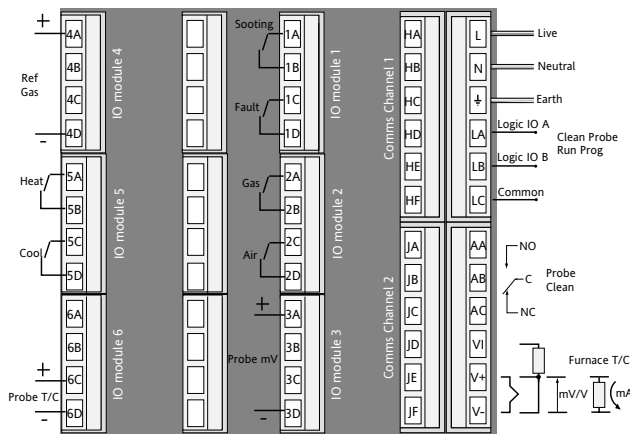 +
Ref
Gas
-
4A
4B
4C
4D
IO module 4
Heat
Cool
5A
5B
5C
5D
IO module 5
+
Probe T/C
-
6A
6B
6C
6D
IO module 6
Sooting
Fault
1A
1B
1C
1D
IO module 1
Gas
Air
2A
2B
2C
2D
IO module 2
+
Probe mV
-
3A
3B
3C
3D
IO module 3
Comms Channel 1
HA
HB
HC
HD
HE
HF
L
N
LA
LB
LC
Live
Neutral
Earth
Logic IO A
Logic IO B
Common
Clean Probe
Run Prog
Comms Channel 2
JA
JB
JC
JD
JE
JF
AA
AB
AC
VI
V+
V-
NO
C
NC
Probe
Clean
Furnace T/C
mV/V
mA